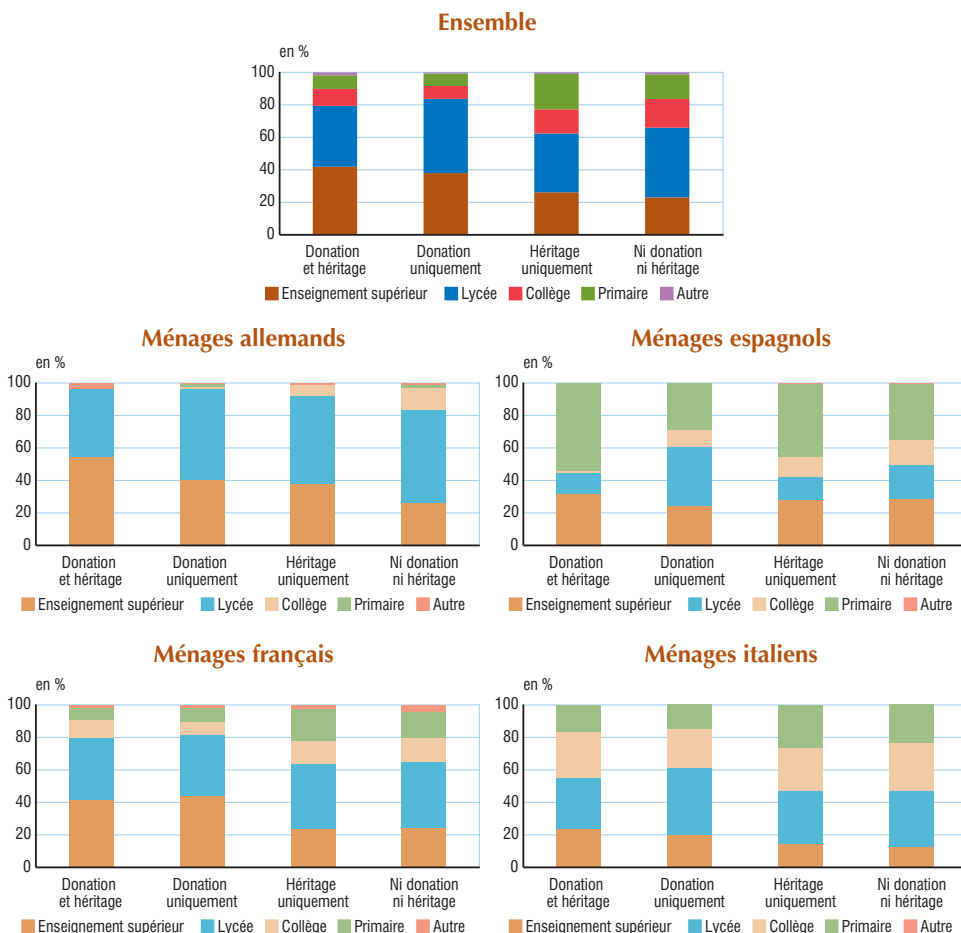 Ensemble
en %
100
80
60
40
20
0
Donation et héritage
Donation uniquement
Héritage uniquement
Ni donation ni héritage
Enseignement supérieur Lycée Collège Primaire Autre
Ménages allemands
en %
100
80
60
40
20
0
Donation et héritage
Donation uniquement
Héritage uniquement
Ni donation ni héritage
Enseignement supérieur Lycée Collège Primaire Autre
Ménages espagnols
en %
100
80
60
40
20
0
Donation et héritage
Donation uniquement
Héritage uniquement
Ni donation ni héritage
Enseignement supérieur Lycée Collège Primaire Autre
Ménages français
en %
100
80
60
40
20
0
Donation et héritage
Donation uniquement
Héritage uniquement
Ni donation ni héritage
Enseignement supérieur Lycée Collège Primaire Autre
Ménages italiens
en %
100
80
60
40
20
0
Donation et héritage
Donation uniquement
Héritage uniquement
Ni donation ni héritage
Enseignement supérieur Lycée Collège Primaire Autre